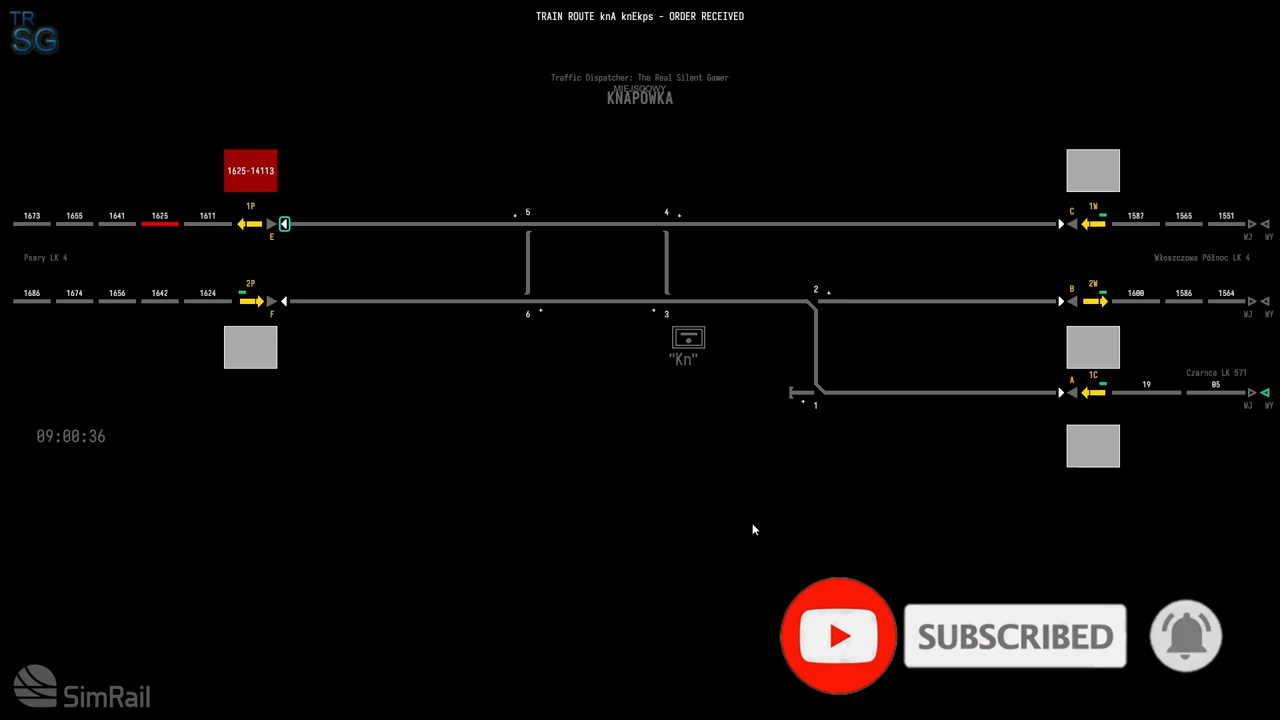 TR
SG
TRAIN ROUTE knA knEkps - ORDER RECEIVED
Traffic Dispatcher: The Real Silent Gamer
MIEJSCOWY
KNAPÓWKA
1625-14113
1673 1655 1641 1625 1611 1P E
5 4
C 1W 1587 1565 1551 WJ WY
Psary LK 4
Włoszczowa Północ LK 4
1686 1674 1656 1642 1624 2P F
6 3 2
B 2W 1600 1586 1564 WJ WY
"Kn"
Czarnca LK 571
1
A 1C 19 05 WJ WY
09:00:36
SUBSCRIBED
SimRail